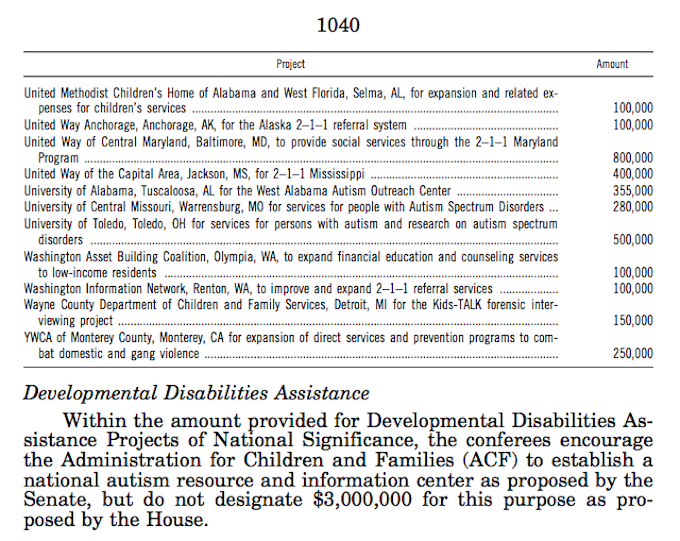 1040
Project Amount
United Methodist Children's Home of Alabama and West Florida, Selma, AL, for expansion and related ex-
penses for children's services ........ 100,000
United Way Anchorage, Anchorage, AK, for the Alaska 2–1–1 referral system ........ 100,000
United Way of Central Maryland, Baltimore, MD, to provide social services through the 2–1–1 Maryland
Program ........ 800,000
United Way of the Capital Area, Jackson, MS, for 2–1–1 Mississippi ........ 400,000
University of Alabama, Tuscaloosa, AL for the West Alabama Autism Outreach Center ........ 355,000
University of Central Missouri, Warrensburg, MO for services for people with Autism Spectrum Disorders ... 280,000
University of Toledo, Toledo, OH for services for persons with autism and research on autism spectrum
disorders ........ 500,000
Washington Asset Building Coalition, Olympia, WA, to expand financial education and counseling services
to low-income residents ........ 100,000
Washington Information Network, Renton, WA, to improve and expand 2–1–1 referral services ........ 100,000
Wayne County Department of Children and Family Services, Detroit, MI for the Kids-TALK forensic inter-
viewing project ........ 150,000
YWCA of Monterey County, Monterey, CA for expansion of direct services and prevention programs to com-
bat domestic and gang violence ........ 250,000
Developmental Disabilities Assistance
Within the amount provided for Developmental Disabilities As-
sistance Projects of National Significance, the conferees encourage
the Administration for Children and Families (ACF) to establish a
national autism resource and information center as proposed by the
Senate, but do not designate $3,000,000 for this purpose as pro-
posed by the House.